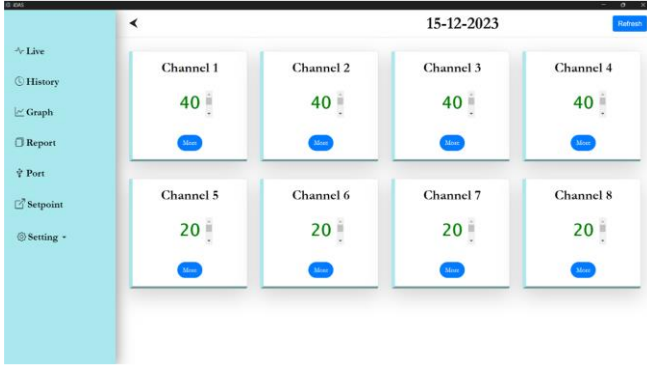 15-12-2023
Refresh
Live
History
Graph
Report
Port
Setpoint
Setting
Channel 1
Channel 2
Channel 3
Channel 4
40
40
40
40
More
More
More
More
Channel 5
Channel 6
Channel 7
Channel 8
20
20
20
20
More
More
More
More